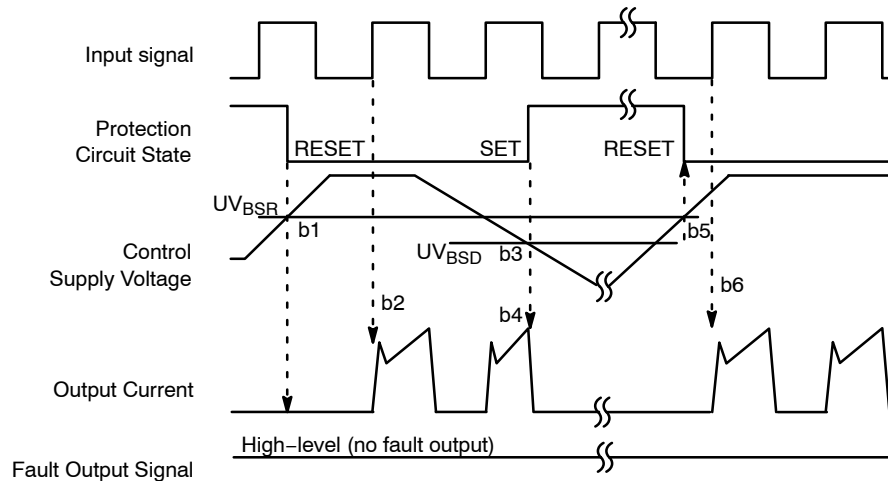 Input signal
Protection
Circuit State
RESET
SET
RESET
UVBSR
b1
b3
b5
UVBSD
Control
Supply Voltage
b2
b4
b6
Output Current
High−level (no fault output)
Fault Output Signal